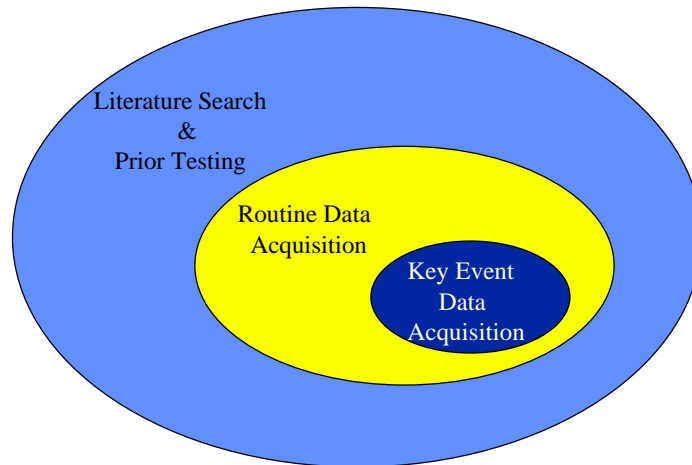 Literature Search
&
Prior Testing
Routine Data
Acquisition
Key Event
Data
Acquisition